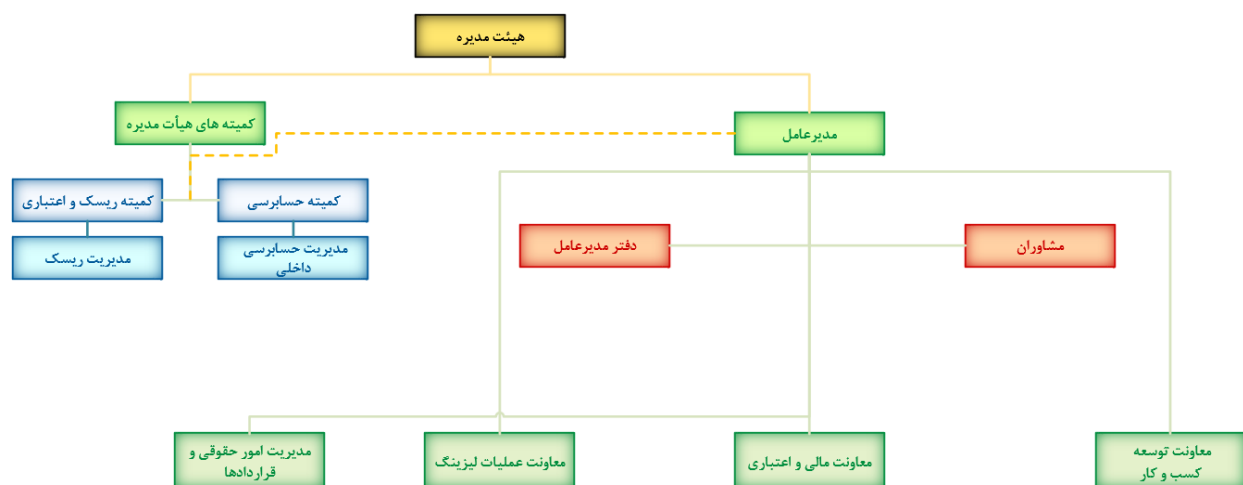 هیئت مدیره
مدیرعامل
کمیته های هیأت مدیره
کمیته حسابرسی
کمیته ریسک و اعتباری
مشاوران
دفتر مدیرعامل
مدیریت حسابرسی
داخلی
مدیریت ریسک
معاونت توسعه
کسب و کار
معاونت مالی و اعتباری
معاونت عملیات لیزینگ
مدیریت امور حقوقی و
قراردادها